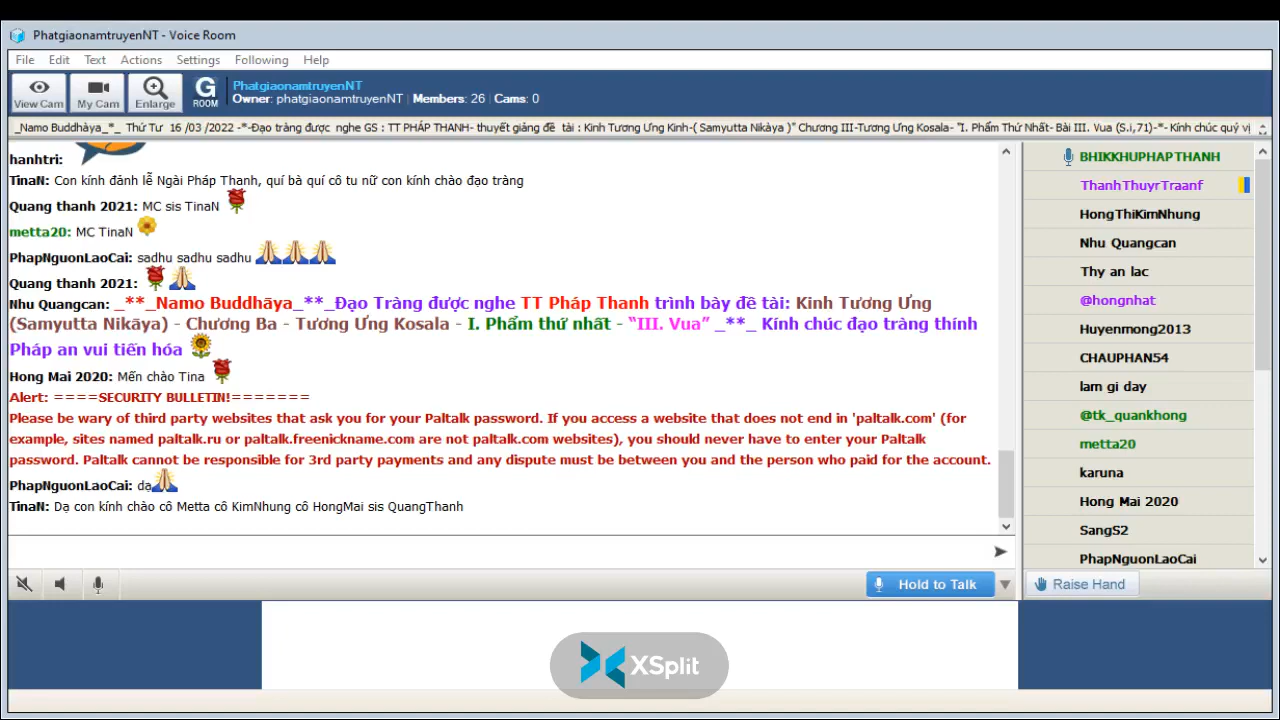 PhatgiaonamtruyenNT - Voice Room
File Edit Text Actions Settings Following Help
View Cam My Cam Enlarge G ROOM
PhatgiaonamtruyenNT
Owner: phatgiaonamtruyenNT | Members: 26 | Cams: 0
_Namo Buddhàya_*_ Thứ Tư 16 /03 /2022 -*-Đạo tràng được nghe GS : TT PHÁP THANH- thuyết giảng đề tài : Kinh Tương Ưng Kinh-( Samyutta Nikàya )" Chương III-Tương Ưng Kosala- "I. Phẩm Thứ Nhất- Bài III. Vua (S.i,71)-*- Kính chúc quý vị
hanhtri:
TinaN: Con kính đảnh lễ Ngài Pháp Thanh, quí bà quí cô tu nữ con kính chào đạo tràng
Quang thanh 2021: MC sis TinaN
metta20: MC TinaN
PhapNguonLaoCai: sadhu sadhu sadhu
Quang thanh 2021:
Nhu Quangcan: _**_Namo Buddhāya_**_Đạo Tràng được nghe TT Pháp Thanh trình bày đề tài: Kinh Tương Ưng
(Samyutta Nikāya) - Chương Ba - Tương Ưng Kosala - I. Phẩm thứ nhất - “III. Vua” _**_ Kính chúc đạo tràng thính
Pháp an vui tiến hóa
Hong Mai 2020: Mến chào Tina
Alert: ====SECURITY BULLETIN!=======
Please be wary of third party websites that ask you for your Paltalk password. If you access a website that does not end in 'paltalk.com' (for
example, sites named paltalk.ru or paltalk.freenickname.com are not paltalk.com websites), you should never have to enter your Paltalk
password. Paltalk cannot be responsible for 3rd party payments and any dispute must be between you and the person who paid for the account.
PhapNguonLaoCai: dạ
TinaN: Dạ con kính chào cô Metta cô KimNhung cô HongMai sis QuangThanh
Hold to Talk
BHIKKHUPHAPTHANH
ThanhThuyrTraanf
HongThiKimNhung
Nhu Quangcan
Thy an lac
@hongnhat
Huyenmong2013
CHAUPHAN54
lam gi day
@tk_quankhong
metta20
karuna
Hong Mai 2020
SangS2
PhapNguonLaoCai
Raise Hand
XSplit